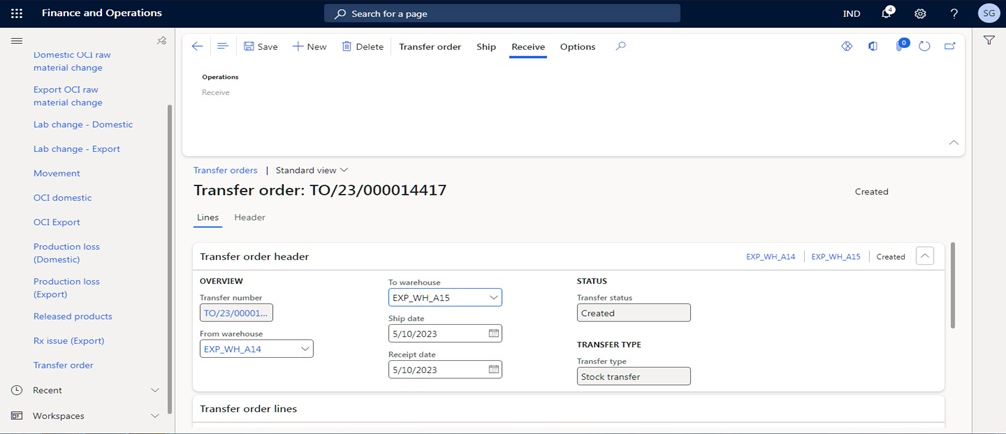 Finance and Operations
Search for a page
IND
4
SG
Domestic OCI raw
material change
Export OCI raw
material change
Lab change - Domestic
Lab change - Export
Movement
OCI domestic
OCI Export
Production loss
(Domestic)
Production loss
(Export)
Released products
Rx issue (Export)
Transfer order
Recent
Workspaces
Save
New
Delete
Transfer order
Ship
Receive
Options
0
Operations
Receive
Transfer orders | Standard view
Transfer order: TO/23/000014417
Created
Lines
Header
Transfer order header
EXP_WH_A14
EXP_WH_A15
Created
OVERVIEW
Transfer number
TO/23/00001...
From warehouse
EXP_WH_A14
To warehouse
EXP_WH_A15
Ship date
5/10/2023
Receipt date
5/10/2023
STATUS
Transfer status
Created
TRANSFER TYPE
Transfer type
Stock transfer
Transfer order lines